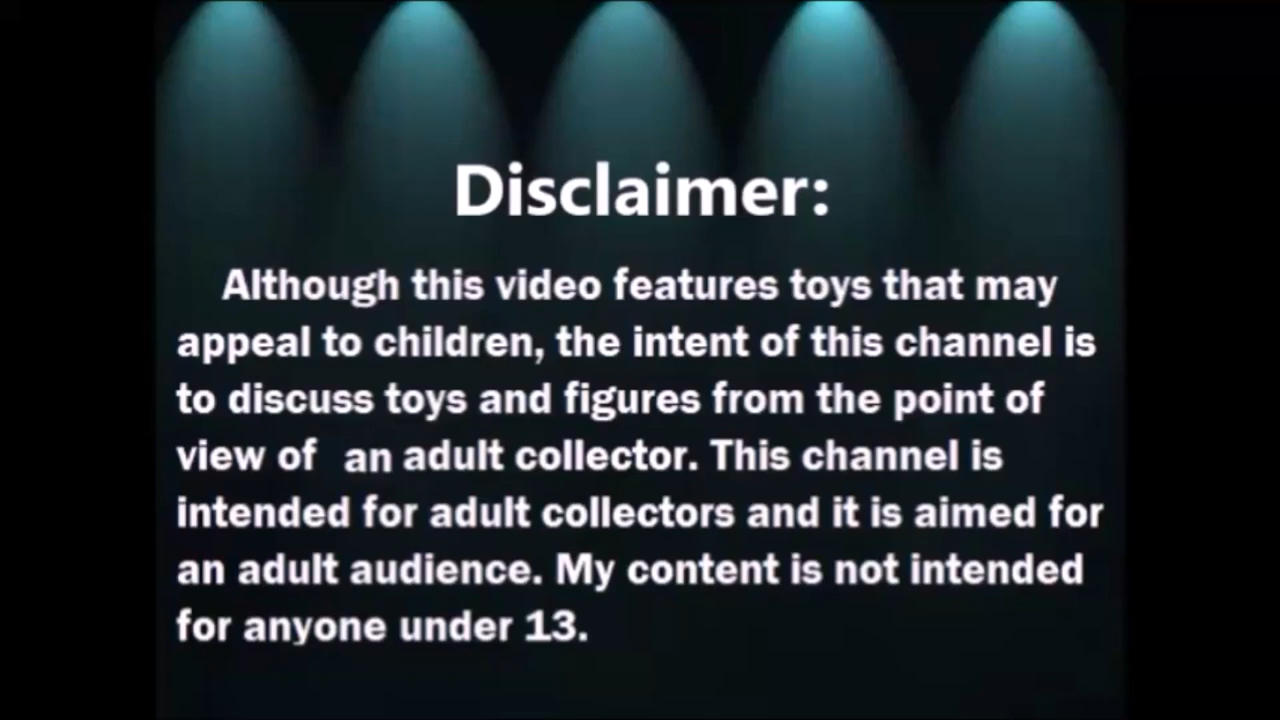 Disclaimer:
Although this video features toys that may
appeal to children, the intent of this channel is
to discuss toys and figures from the point of
view of an adult collector. This channel is
intended for adult collectors and it is aimed for
an adult audience. My content is not intended
for anyone under 13.